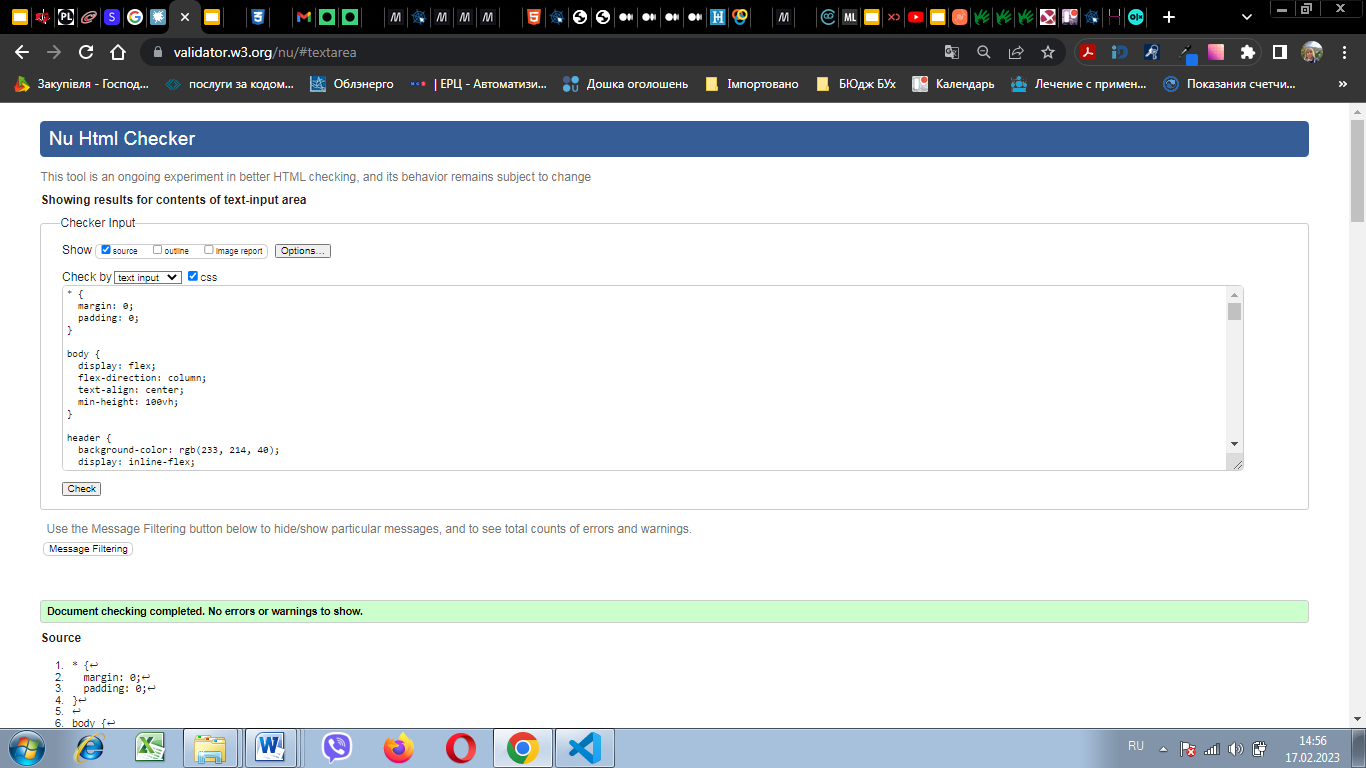 validator.w3.org/nu/#textarea
Закупівля - Господ... послуги за кодом... Облэнерго | ЕРЦ - Автоматизи... Дошка оголошень Імпортовано БЮдж БУх Календарь Лечение с примен... Показания счетчи... »
Nu Html Checker
This tool is an ongoing experiment in better HTML checking, and its behavior remains subject to change
Showing results for contents of text-input area
Checker Input
Show source outline image report Options...
Check by text input css
* {
margin: 0;
padding: 0;
}
body {
display: flex;
flex-direction: column;
text-align: center;
min-height: 100vh;
}
header {
background-color: rgb(233, 214, 40);
display: inline-flex;
Check
Use the Message Filtering button below to hide/show particular messages, and to see total counts of errors and warnings.
Message Filtering
Document checking completed. No errors or warnings to show.
Source
1. * {↩
2. margin: 0;↩
3. padding: 0;↩
4. }↩
5. ↩
6. body {↩
RU
14:56
17.02.2023